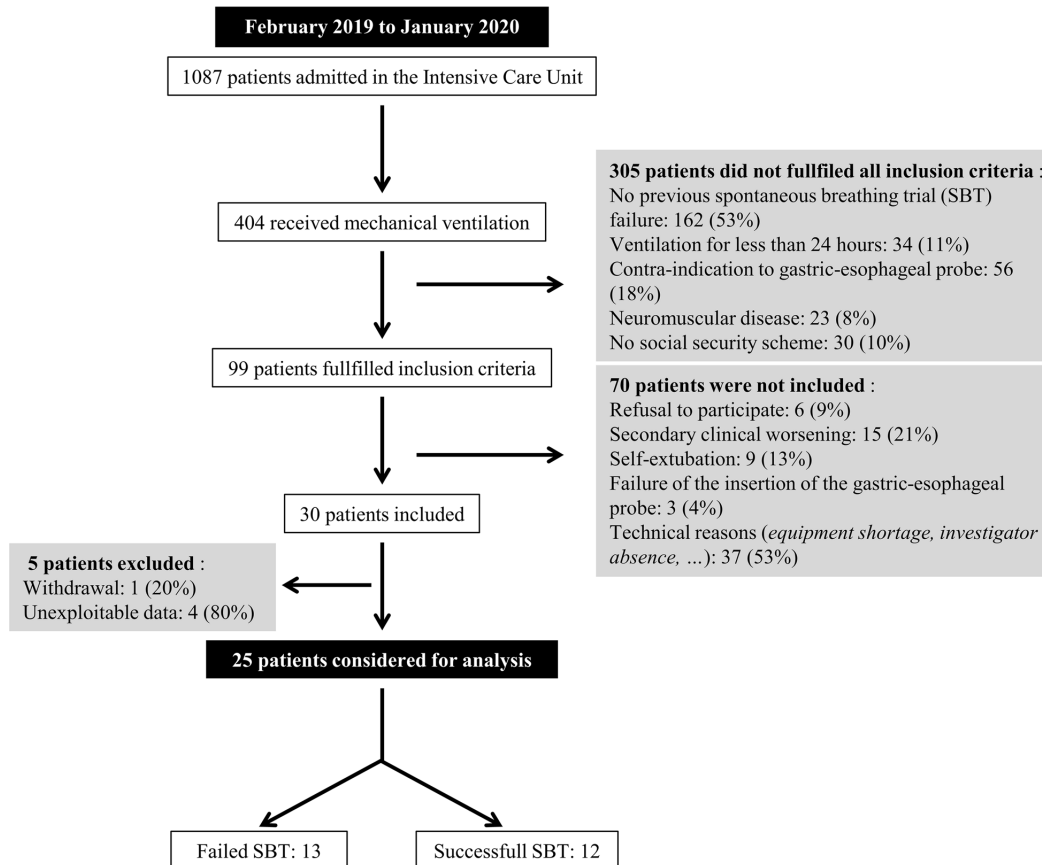 February 2019 to January 2020
1087 patients admitted in the Intensive Care Unit
404 received mechanical ventilation
305 patients did not fullfiled all inclusion criteria :
No previous spontaneous breathing trial (SBT)
failure: 162 (53%)
Ventilation for less than 24 hours: 34 (11%)
Contra-indication to gastric-esophageal probe: 56
(18%)
Neuromuscular disease: 23 (8%)
No social security scheme: 30 (10%)
99 patients fullfilled inclusion criteria
70 patients were not included :
Refusal to participate: 6 (9%)
Secondary clinical worsening: 15 (21%)
Self-extubation: 9 (13%)
Failure of the insertion of the gastric-esophageal
probe: 3 (4%)
Technical reasons (equipment shortage, investigator
absence, …): 37 (53%)
30 patients included
5 patients excluded :
Withdrawal: 1 (20%)
Unexploitable data: 4 (80%)
25 patients considered for analysis
Failed SBT: 13
Successfull SBT: 12